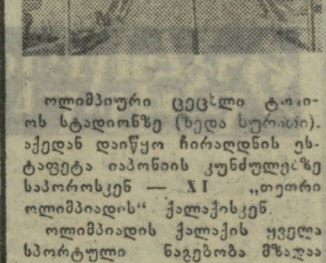 ოლიმპიური ცეცხლი ტოკი-
ოს სტადიონზე (ზედა სურათი).
აქედან დაიწყო ჩირაღდნის ეს-
ტაფეტა იაპონიის კუნძულებზე
საპოროსკენ — XI „თეთრი
ოლიმპიადის“ ქალაქისკენ.
ოლიმპიადის ქალაქის ყველა
სპორტული ნაგებობა მზადაა